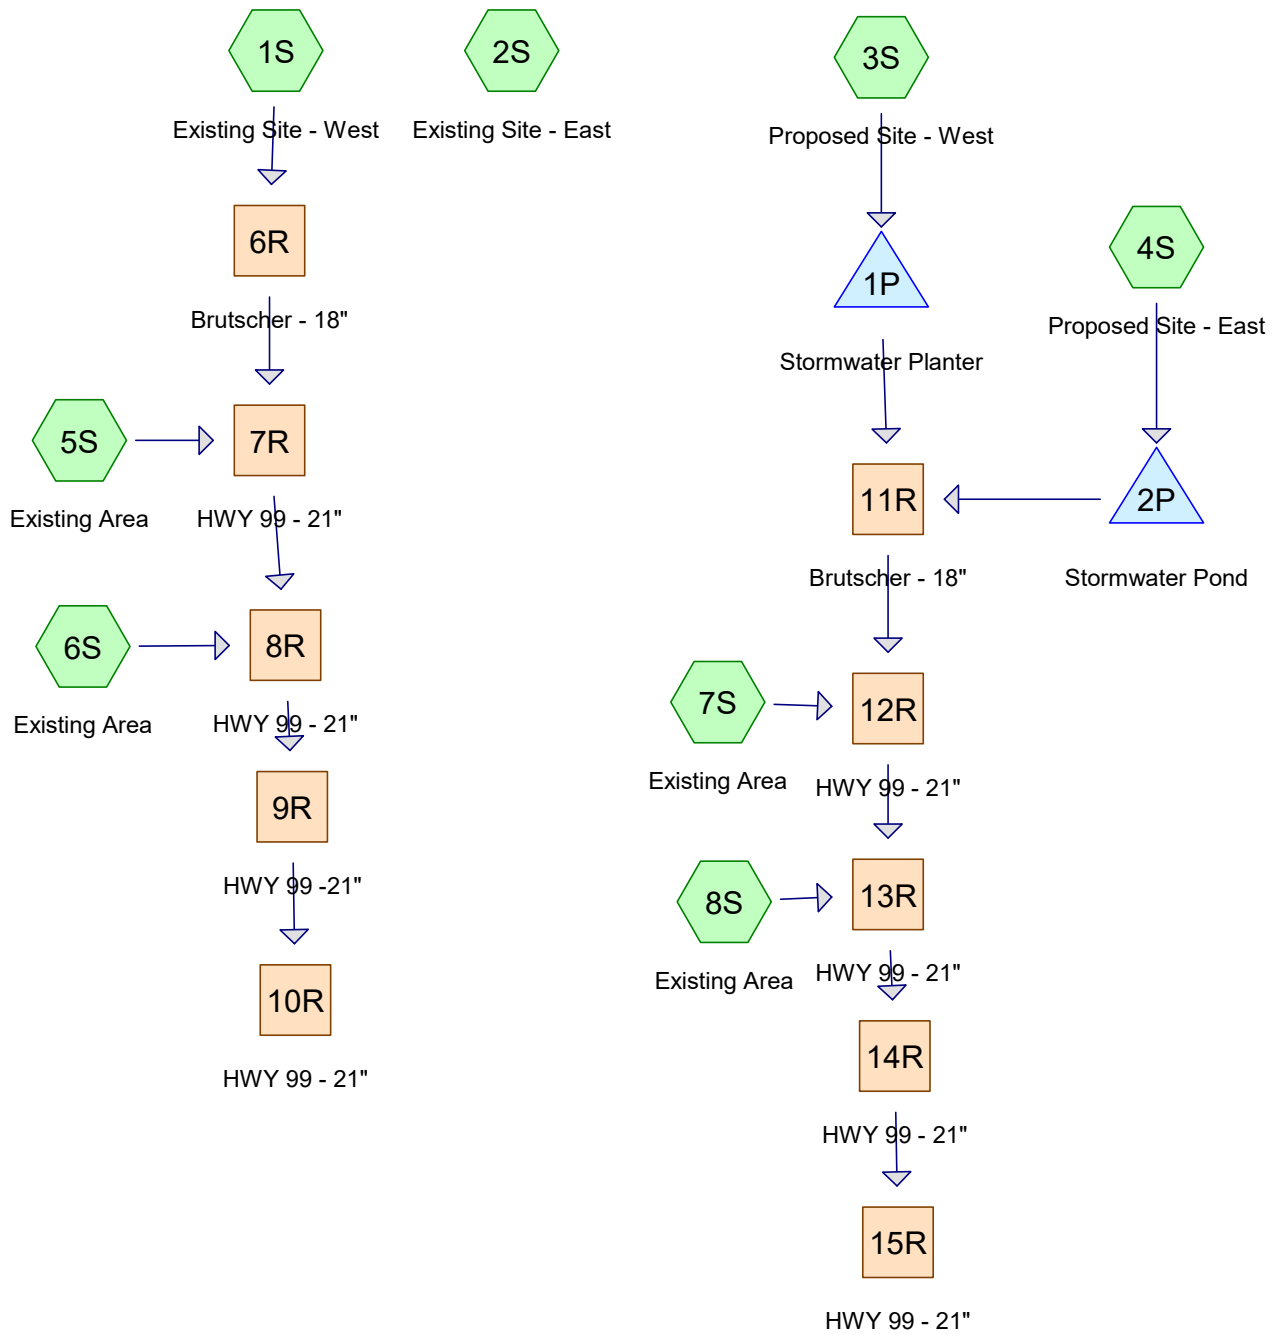 1S
Existing Site - West
2S
Existing Site - East
6R
Brutscher - 18"
5S
Existing Area
7R
HWY 99 - 21"
6S
Existing Area
8R
HWY 99 - 21"
9R
HWY 99 -21"
10R
HWY 99 - 21"
3S
Proposed Site - West
1P
Stormwater Planter
4S
Proposed Site - East
11R
Brutscher - 18"
2P
Stormwater Pond
7S
Existing Area
12R
HWY 99 - 21"
8S
Existing Area
13R
HWY 99 - 21"
14R
HWY 99 - 21"
15R
HWY 99 - 21"